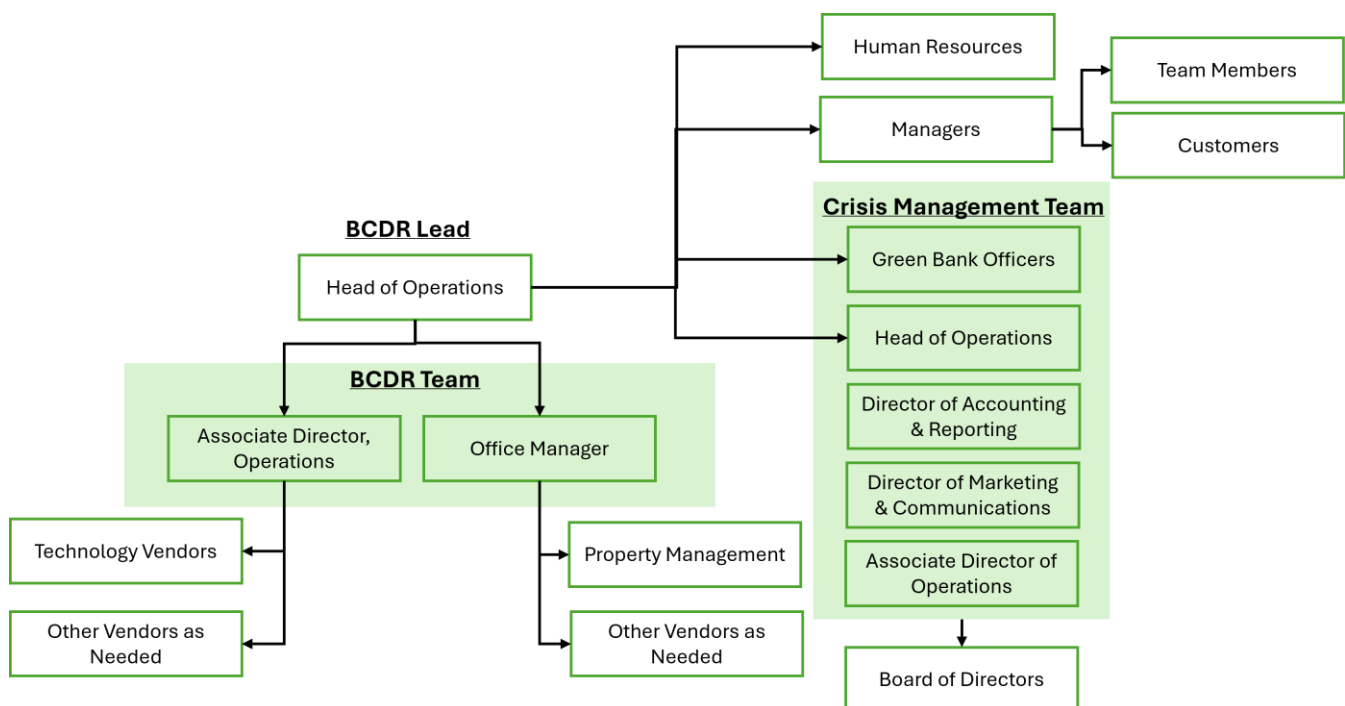 Human Resources
Team Members
Managers
Customers
Crisis Management Team
BCDR Lead
Green Bank Officers
Head of Operations
Head of Operations
BCDR Team
Director of Accounting
& Reporting
Associate Director,
Operations
Office Manager
Director of Marketing
& Communications
Technology Vendors
Property Management
Associate Director of
Operations
Other Vendors as
Needed
Other Vendors as
Needed
Board of Directors